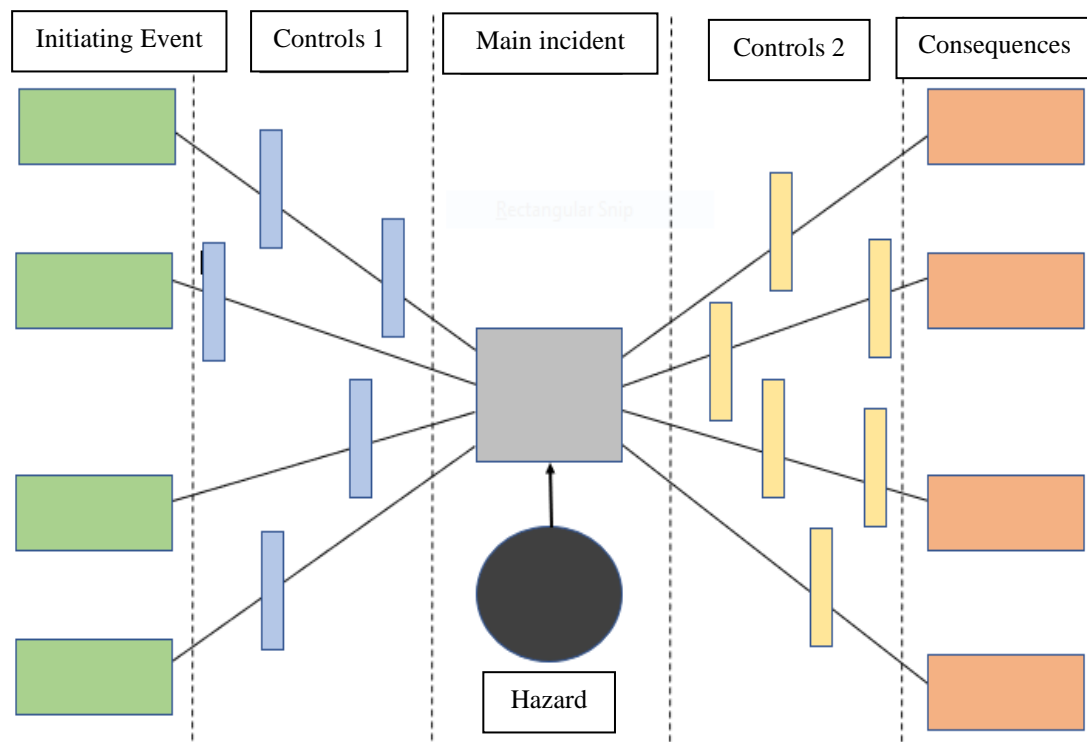 Initiating Event
Controls 1
Main incident
Controls 2
Consequences
Rectangular Snip
Hazard